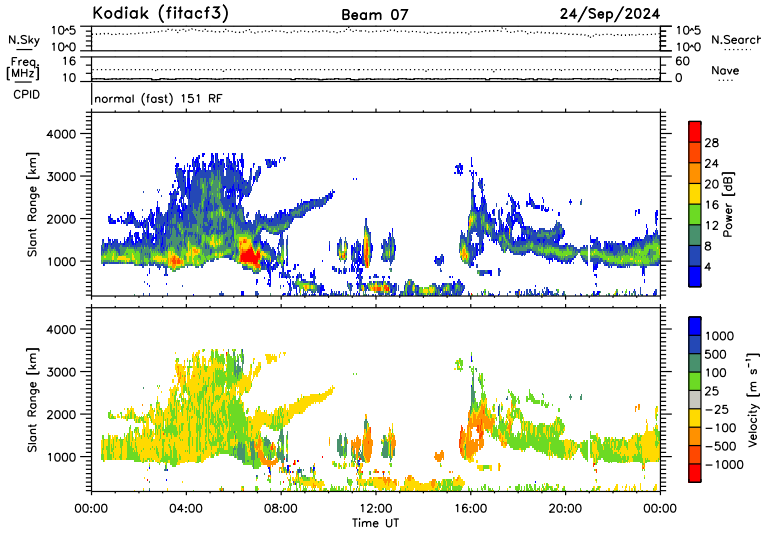 Kodiak (fitacf3) Beam 07 24/Sep/2024
N.Sky 10^5 10^0 10^5 10^0 N.Search
Freq. [MHz] 16 10 60 0 Nave
CPID normal (fast) 151 RF
Slant Range [km] 4000 3000 2000 1000
28 24 20 16 12 8 4 Power [dB]
Slant Range [km] 4000 3000 2000 1000
1000 500 100 25 -25 -100 -500 -1000 Velocity [m s⁻¹]
00:00 04:00 08:00 12:00 16:00 20:00 00:00
Time UT